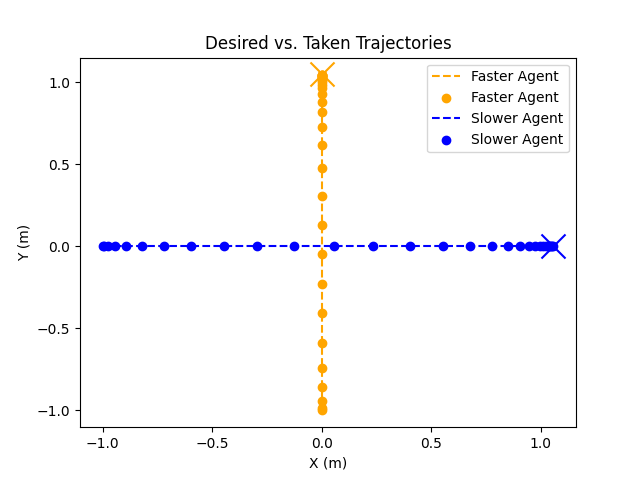 Desired vs. Taken Trajectories
Faster Agent
Faster Agent
Slower Agent
Slower Agent
Y (m)
1.0
0.5
0.0
−0.5
−1.0
−1.0 −0.5 0.0 0.5 1.0
X (m)